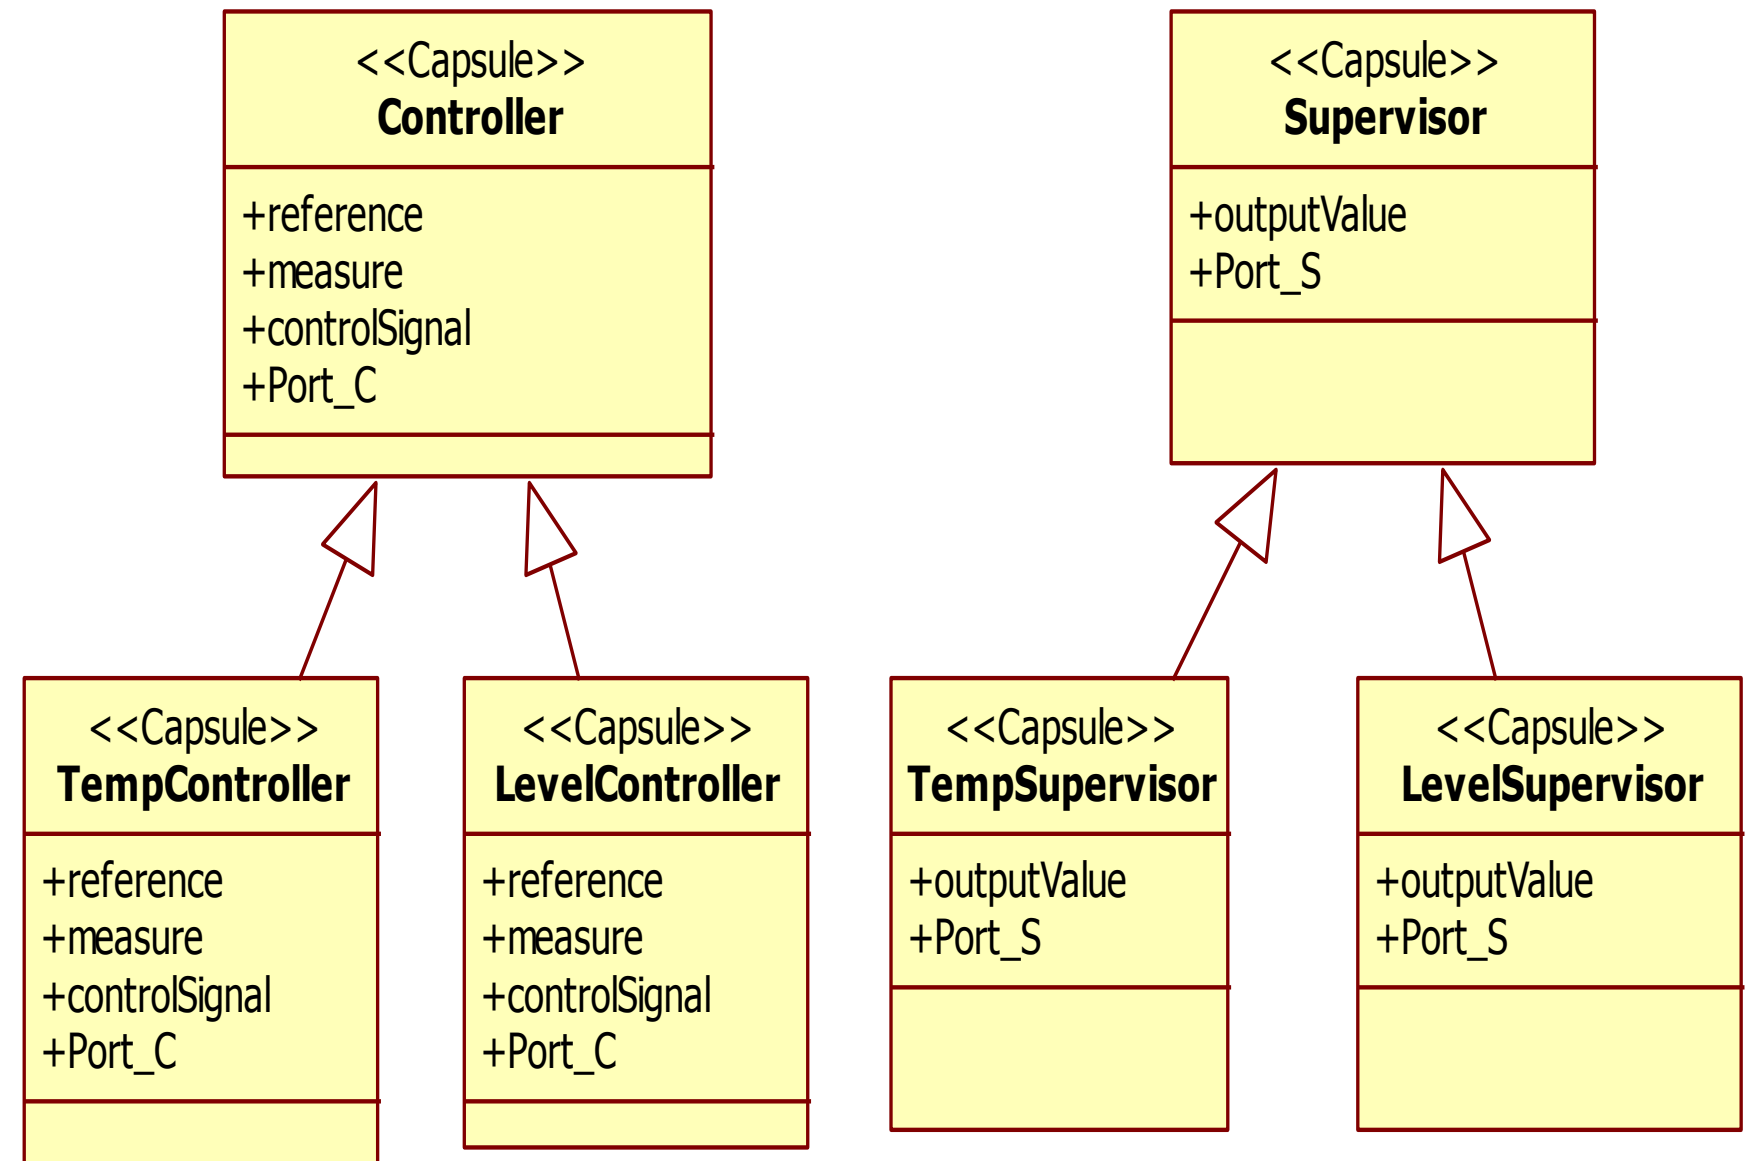 <<Capsule>>
Controller
+reference
+measure
+controlSignal
+Port_C
<<Capsule>>
Supervisor
+outputValue
+Port_S
<<Capsule>>
TempController
+reference
+measure
+controlSignal
+Port_C
<<Capsule>>
LevelController
+reference
+measure
+controlSignal
+Port_C
<<Capsule>>
TempSupervisor
+outputValue
+Port_S
<<Capsule>>
LevelSupervisor
+outputValue
+Port_S